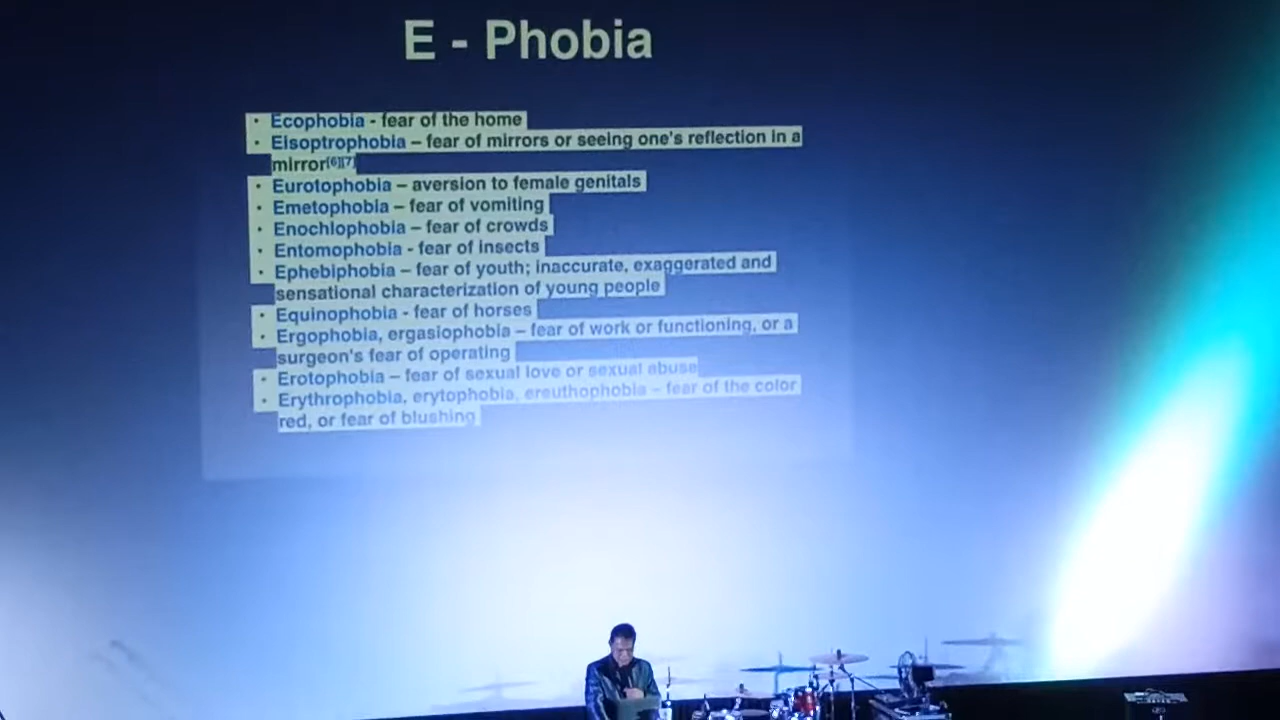 E - Phobia
• Ecophobia - fear of the home
• Eisoptrophobia – fear of mirrors or seeing one's reflection in a
mirror[6][7]
• Eurotophobia – aversion to female genitals
• Emetophobia – fear of vomiting
• Enochlophobia – fear of crowds
• Entomophobia - fear of insects
• Ephebiphobia – fear of youth; inaccurate, exaggerated and
sensational characterization of young people
• Equinophobia - fear of horses
• Ergophobia, ergasiophobia – fear of work or functioning, or a
surgeon's fear of operating
• Erotophobia – fear of sexual love or sexual abuse
• Erythrophobia, erytophobia, ereuthophobia – fear of the color
red, or fear of blushing